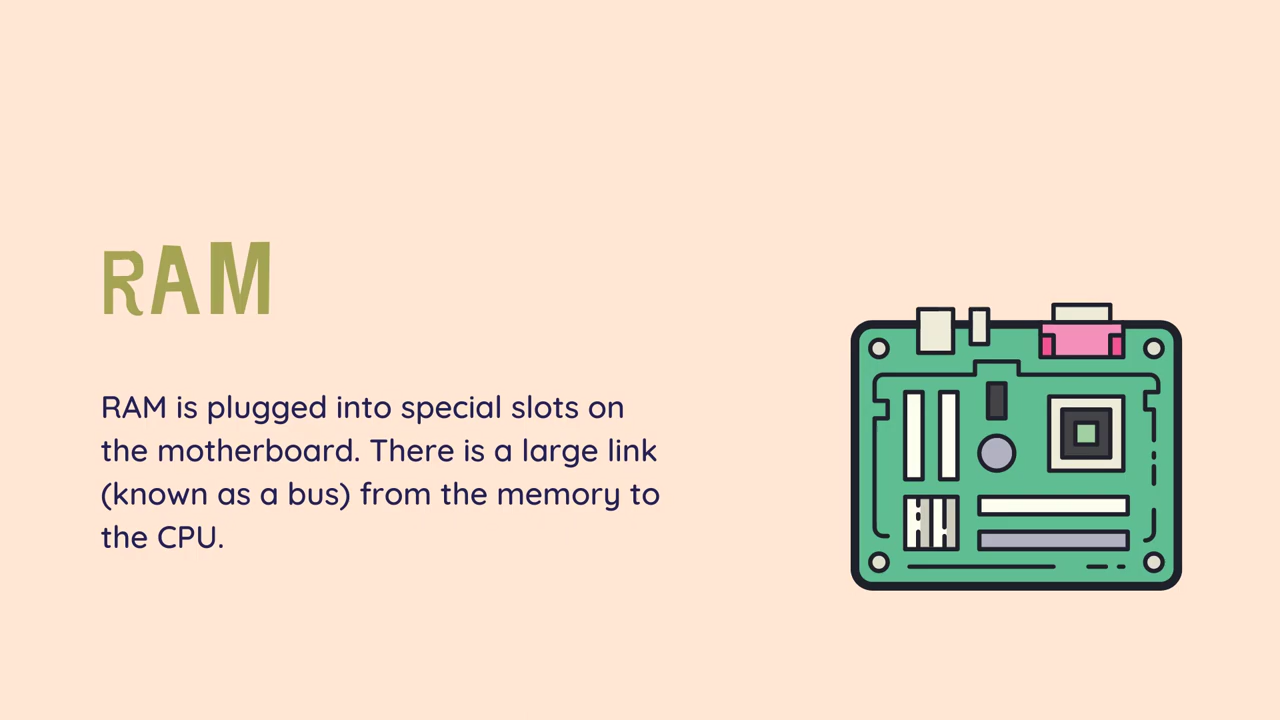 RAM
RAM is plugged into special slots on
the motherboard. There is a large link
(known as a bus) from the memory to
the CPU.